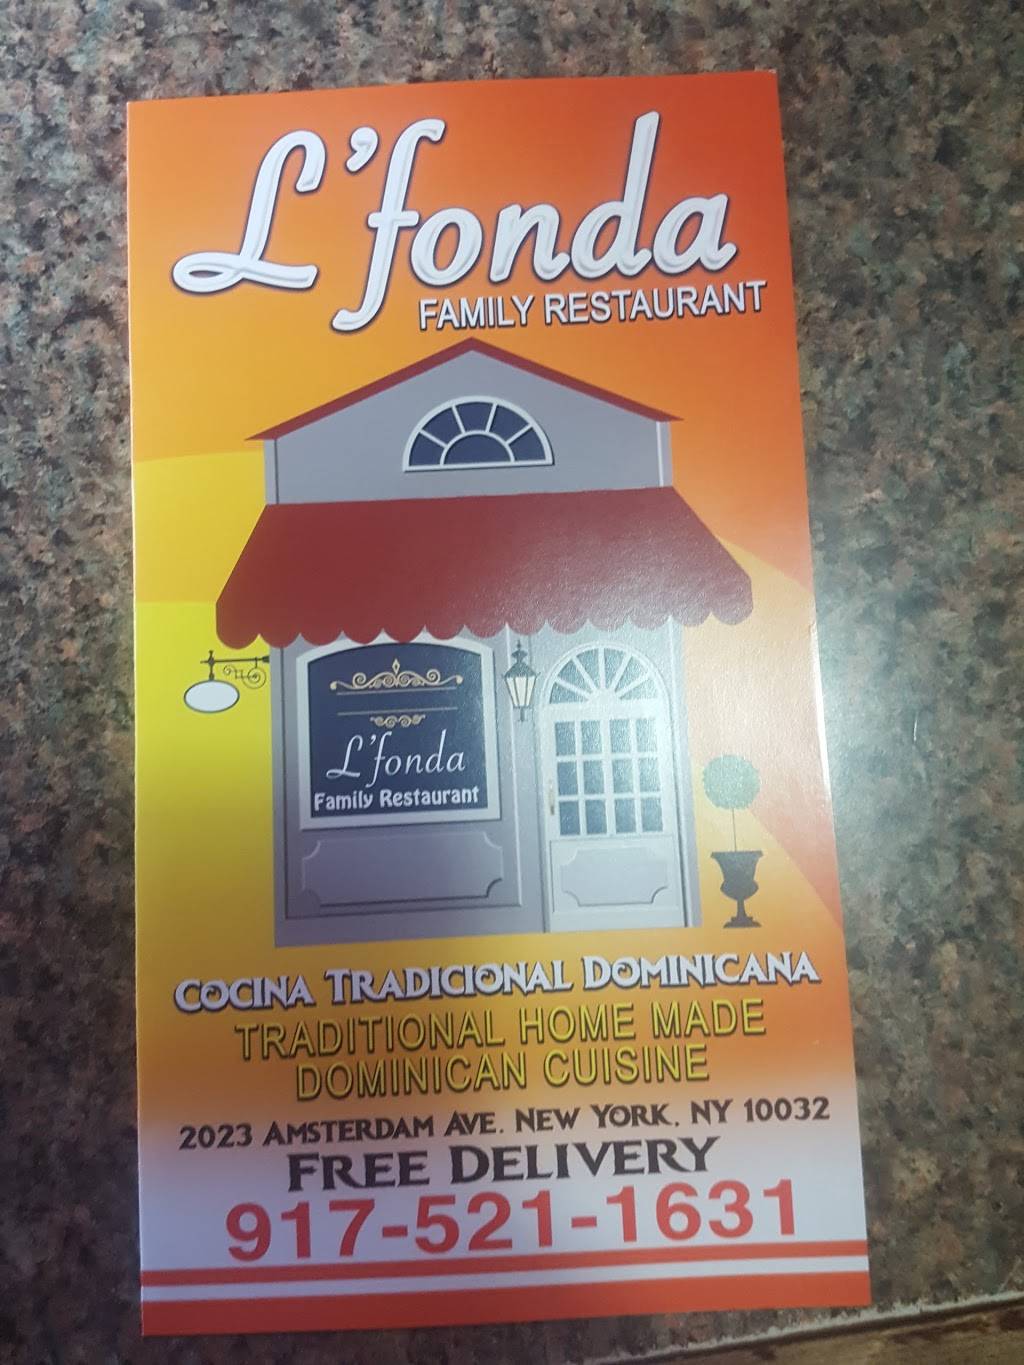 L'fonda
FAMILY RESTAURANT
L'fonda
Family Restaurant
COCINA TRADICIONAL DOMINICANA
TRADITIONAL HOME MADE
DOMINICAN CUISINE
2023 AMSTERDAM AVE. NEW YORK, NY 10032
FREE DELIVERY
917-521-1631